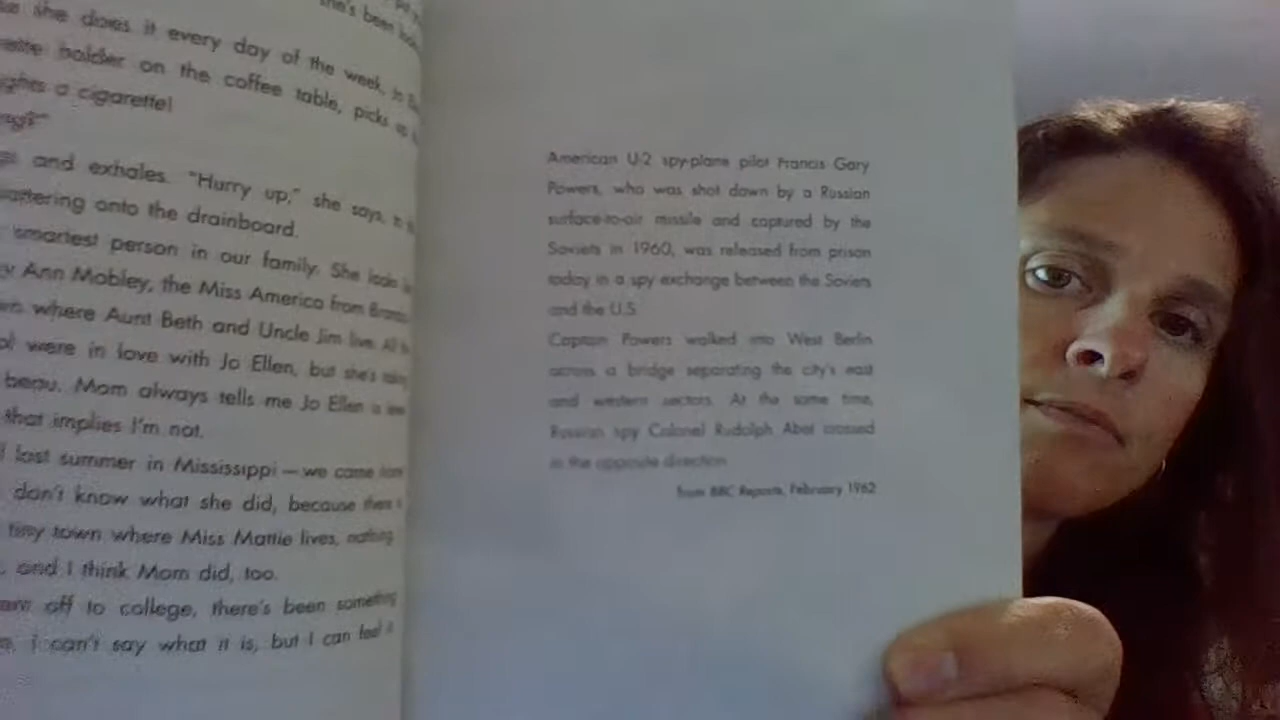 she's been
she does it every day of the week, to
holder on the coffee table, picks up
a cigarette!
and exhales. "Hurry up," she says, to
onto the drainboard.
smartest person in our family. She looks
Ann Mobley, the Miss America from
where Aunt Beth and Uncle Jim live. All
were in love with Jo Ellen, but she's
beau. Mom always tells me Jo Ellen is
that implies I'm not.
last summer in Mississippi — we came
don't know what she did, because there
tiny town where Miss Mattie lives, nothing
and I think Mom did, too.
off to college, there's been something
I can't say what it is, but I can feel it
American U-2 spy-plane pilot Francis Gary
Powers, who was shot down by a Russian
surface-to-air missile and captured by the
Soviets in 1960, was released from prison
today in a spy exchange between the Soviets
and the U.S.
Captain Powers walked into West Berlin
across a bridge separating the city's east
and western sectors. At the same time,
Russian spy Colonel Rudolph Abel crossed
in the opposite direction.
from BBC Reports, February 1962